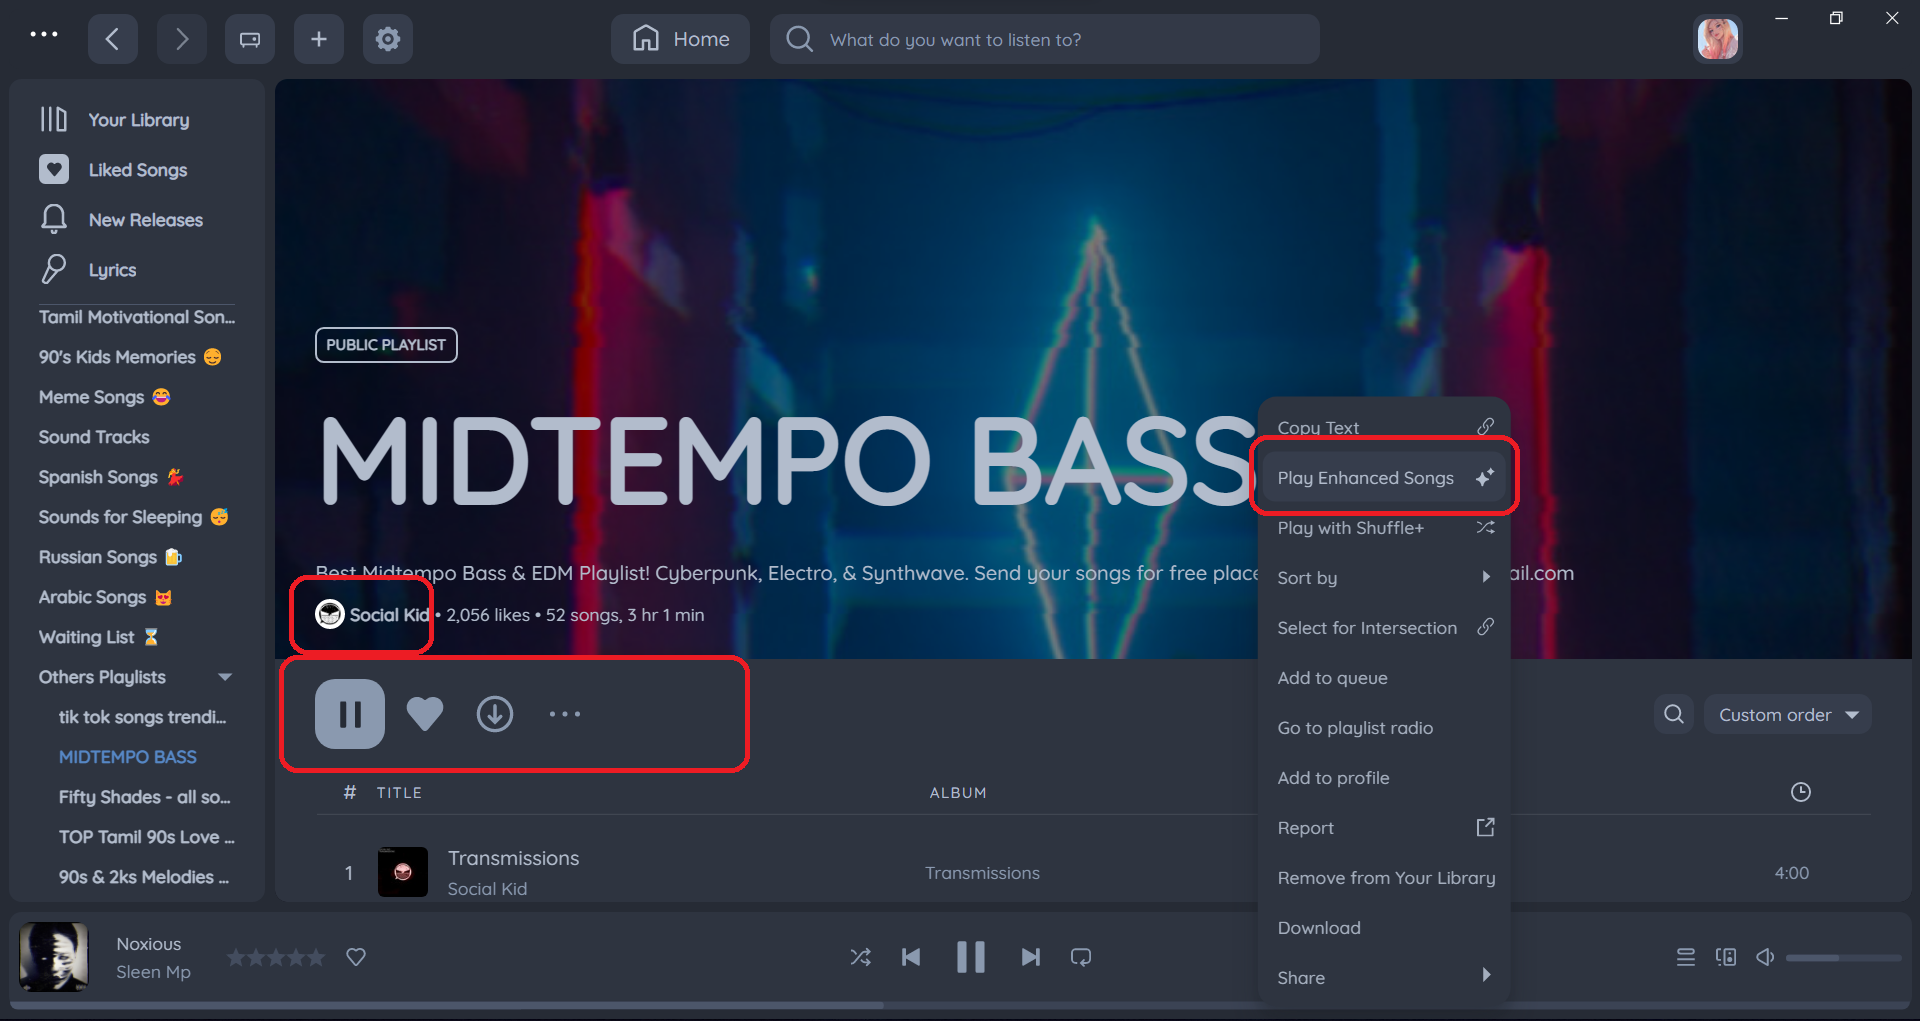 Home
What do you want to listen to?
Your Library
Liked Songs
New Releases
Lyrics
Tamil Motivational Son...
90's Kids Memories 😌
Meme Songs 😂
Sound Tracks
Spanish Songs 💃
Sounds for Sleeping 😴
Russian Songs 🍺
Arabic Songs 😻
Waiting List ⏳
Others Playlists
tik tok songs trendi...
MIDTEMPO BASS
Fifty Shades - all so...
TOP Tamil 90s Love ...
90s & 2ks Melodies ...
PUBLIC PLAYLIST
MIDTEMPO BASS
Best Midtempo Bass & EDM Playlist! Cyberpunk, Electro, & Synthwave. Send your songs for free place
ail.com
Social Kid • 2,056 likes • 52 songs, 3 hr 1 min
Custom order
# TITLE ALBUM
1 Transmissions Transmissions 4:00
Social Kid
Copy Text
Play Enhanced Songs
Play with Shuffle+
Sort by
Select for Intersection
Add to queue
Go to playlist radio
Add to profile
Report
Remove from Your Library
Download
Share
Noxious
Sleen Mp